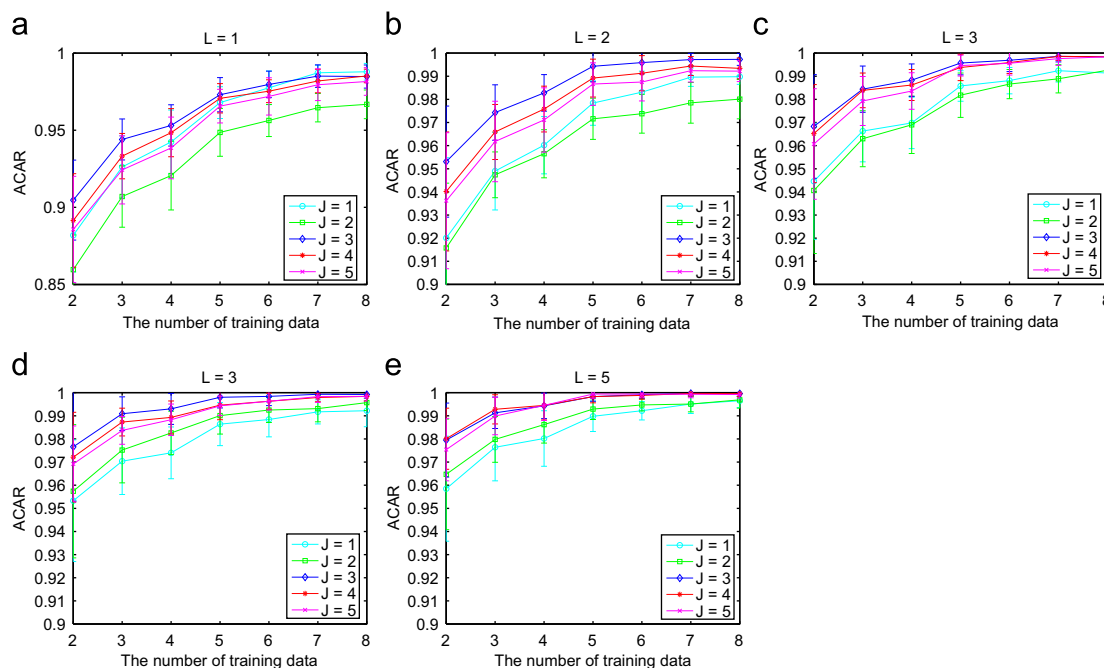 a
L = 1
ACAR
1
0.95
0.9
0.85
2 3 4 5 6 7 8
The number of training data
J = 1
J = 2
J = 3
J = 4
J = 5
b
L = 2
ACAR
1
0.99
0.98
0.97
0.96
0.95
0.94
0.93
0.92
0.91
0.9
2 3 4 5 6 7 8
The number of training data
J = 1
J = 2
J = 3
J = 4
J = 5
c
L = 3
ACAR
1
0.99
0.98
0.97
0.96
0.95
0.94
0.93
0.92
0.91
0.9
2 3 4 5 6 7 8
The number of training data
J = 1
J = 2
J = 3
J = 4
J = 5
d
L = 3
ACAR
1
0.99
0.98
0.97
0.96
0.95
0.94
0.93
0.92
0.91
0.9
2 3 4 5 6 7 8
The number of training data
J = 1
J = 2
J = 3
J = 4
J = 5
e
L = 5
ACAR
1
0.99
0.98
0.97
0.96
0.95
0.94
0.93
0.92
0.91
0.9
2 3 4 5 6 7 8
The number of training data
J = 1
J = 2
J = 3
J = 4
J = 5